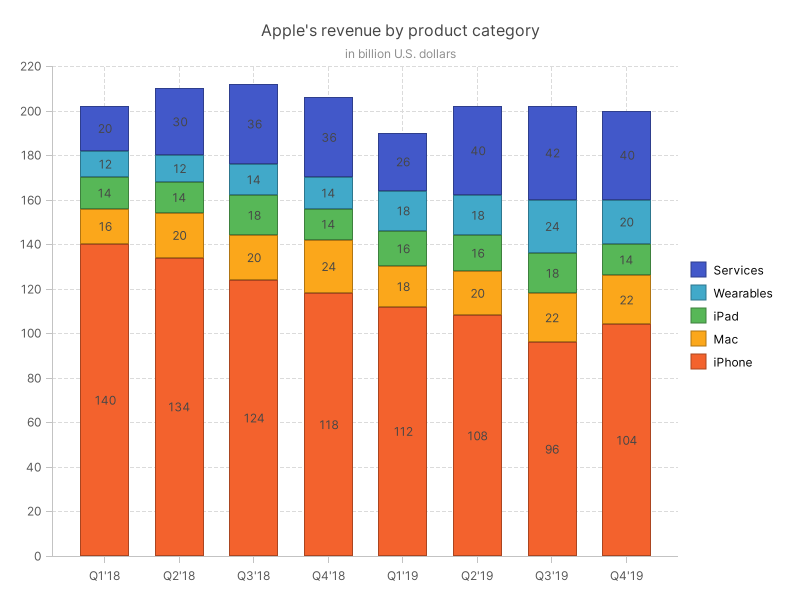 Apple's revenue by product category
in billion U.S. dollars
220
200
180
160
140
120
100
80
60
40
20
0
20 30 36 36 26 40 42 40
12 12 14 14 18 18 24 20
14 14 18 14 16 16 18 14
16 20 20 24 18 20 22 22
140 134 124 118 112 108 96 104
Q1'18 Q2'18 Q3'18 Q4'18 Q1'19 Q2'19 Q3'19 Q4'19
Services
Wearables
iPad
Mac
iPhone